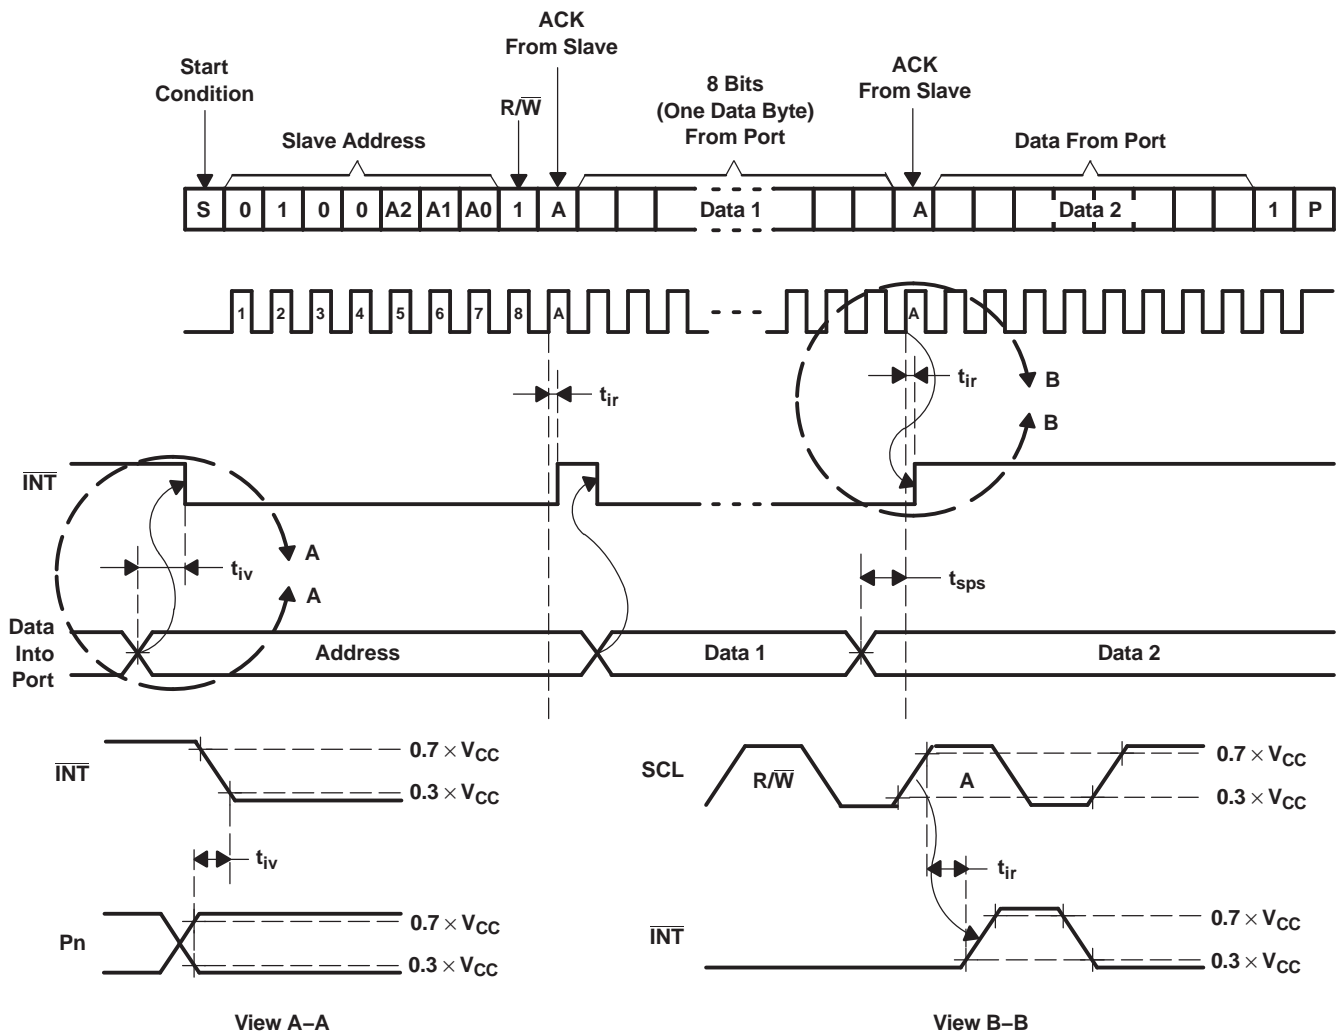 ACK
From Slave
Start
Condition
R/W̅
8 Bits
(One Data Byte)
From Port
ACK
From Slave
Slave Address
Data From Port
S 0 1 0 0 A2 A1 A0 1 A Data 1 A Data 2 1 P
1 2 3 4 5 6 7 8 A A
t_ir
t_ir
B
B
I̅N̅T̅
A
t_iv
A
t_sps
Data
Into
Port
Address
Data 1
Data 2
I̅N̅T̅
0.7 × V_CC
0.3 × V_CC
t_iv
Pn
0.7 × V_CC
0.3 × V_CC
View A–A
SCL
R/W̅
A
0.7 × V_CC
0.3 × V_CC
t_ir
I̅N̅T̅
0.7 × V_CC
0.3 × V_CC
View B–B